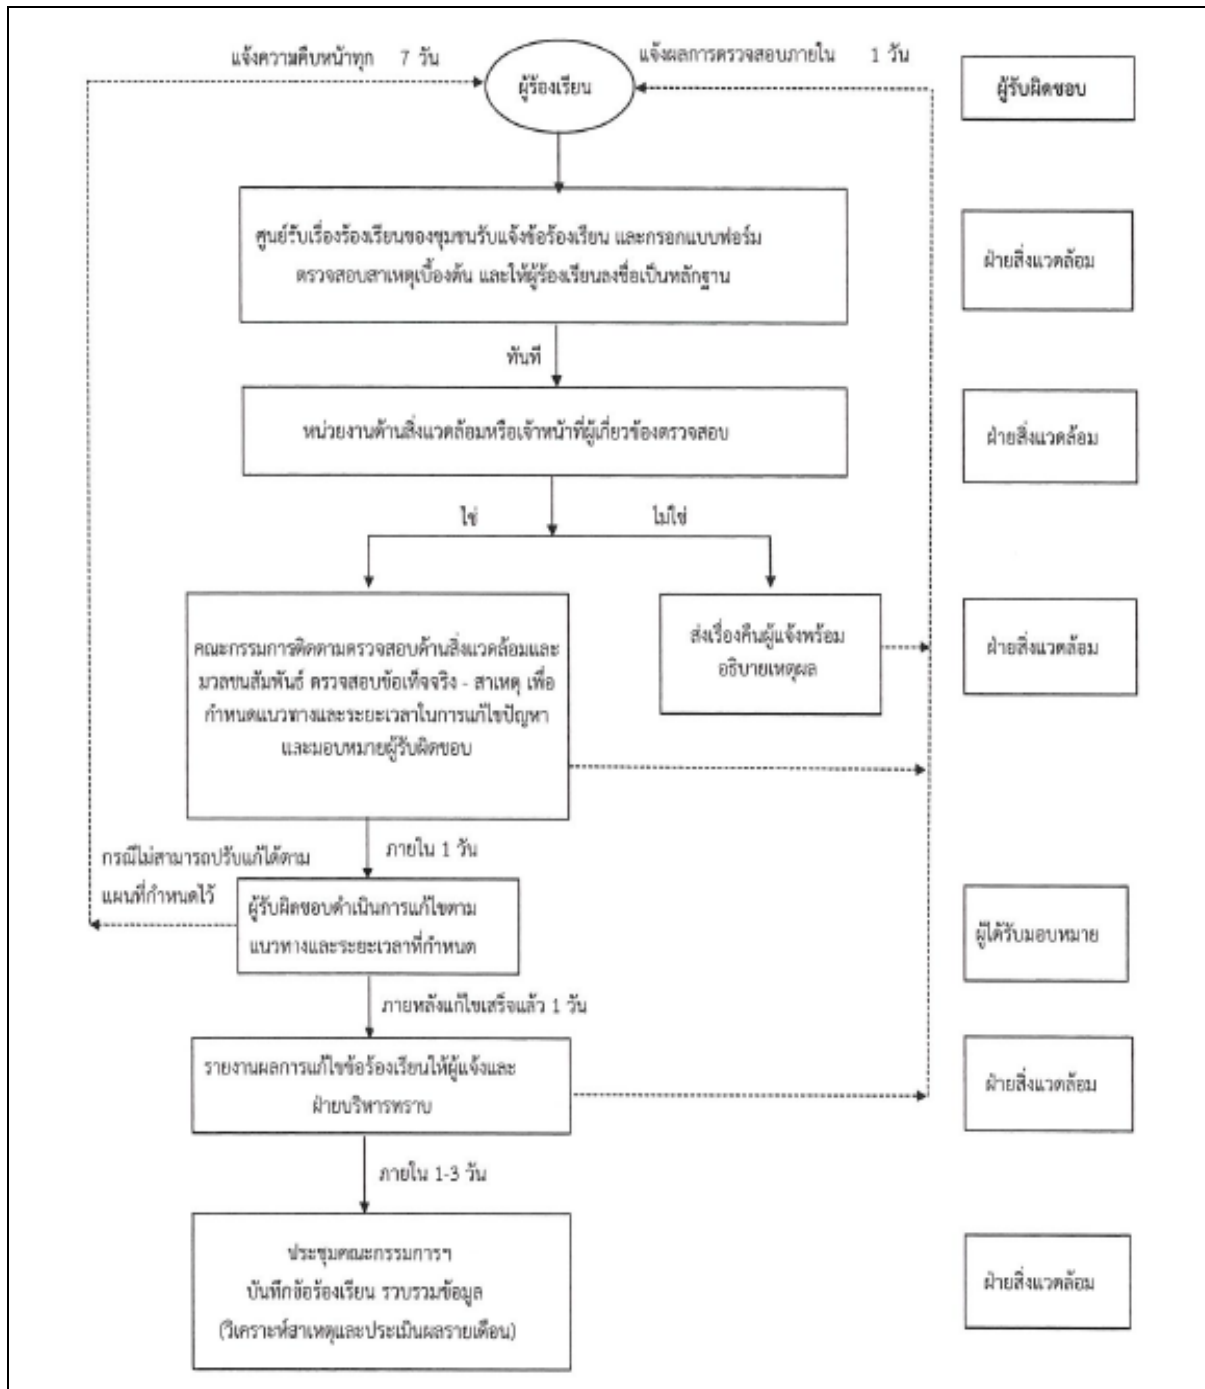 แจ้งความคืบหน้าทุก 7 วัน
แจ้งผลการตรวจสอบภายใน 1 วัน
ผู้ร้องเรียน
ผู้รับผิดชอบ
ศูนย์รับเรื่องร้องเรียนของชุมชนรับแจ้งข้อร้องเรียน และกรอกแบบฟอร์ม
ตรวจสอบสาเหตุเบื้องต้น และให้ผู้ร้องเรียนลงชื่อเป็นหลักฐาน
ฝ่ายสิ่งแวดล้อม
ทันที
หน่วยงานด้านสิ่งแวดล้อมหรือเจ้าหน้าที่ผู้เกี่ยวข้องตรวจสอบ
ฝ่ายสิ่งแวดล้อม
ใช่
ไม่ใช่
คณะกรรมการติดตามตรวจสอบด้านสิ่งแวดล้อมและ
มวลชนสัมพันธ์ ตรวจสอบข้อเท็จจริง - สาเหตุ เพื่อ
กำหนดแนวทางและระยะเวลาในการแก้ไขปัญหา
และมอบหมายผู้รับผิดชอบ
ส่งเรื่องคืนผู้แจ้งพร้อม
อธิบายเหตุผล
ฝ่ายสิ่งแวดล้อม
ภายใน 1 วัน
กรณีไม่สามารถปรับแก้ได้ตาม
แผนที่กำหนดไว้
ผู้รับผิดชอบดำเนินการแก้ไขตาม
แนวทางและระยะเวลาที่กำหนด
ผู้ได้รับมอบหมาย
ภายหลังแก้ไขเสร็จแล้ว 1 วัน
รายงานผลการแก้ไขข้อร้องเรียนให้ผู้แจ้งและ
ฝ่ายบริหารทราบ
ฝ่ายสิ่งแวดล้อม
ภายใน 1-3 วัน
ประชุมคณะกรรมการฯ
บันทึกข้อร้องเรียน รวบรวมข้อมูล
(วิเคราะห์สาเหตุและประเมินผลรายเดือน)
ฝ่ายสิ่งแวดล้อม